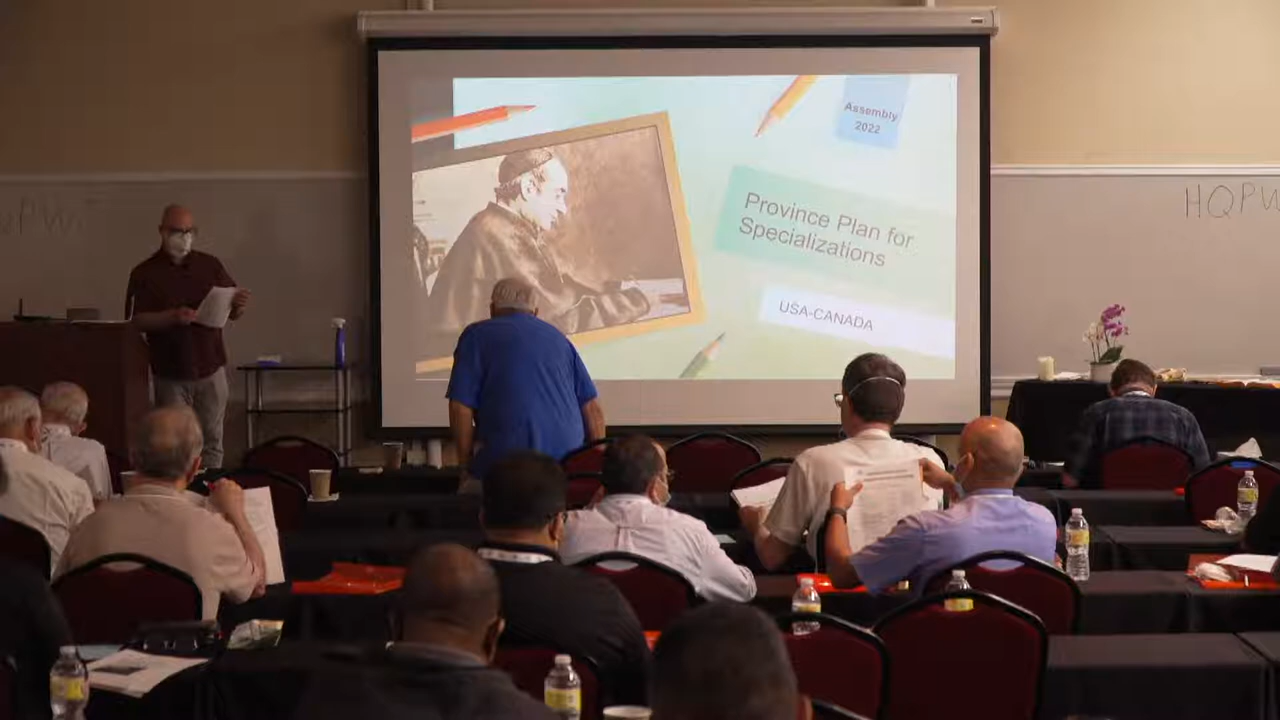 Assembly
2022
Province Plan for
Specializations
USA-CANADA
HQPW